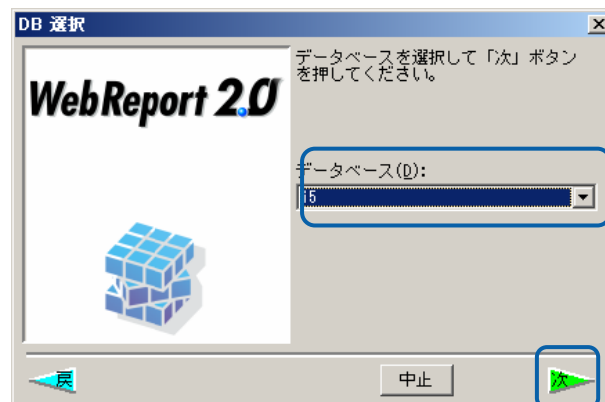 DB 選択
データベースを選択して「次」ボタン
を押してください。
WebReport 2.0
データベース(D):
i5
戻
中止
次